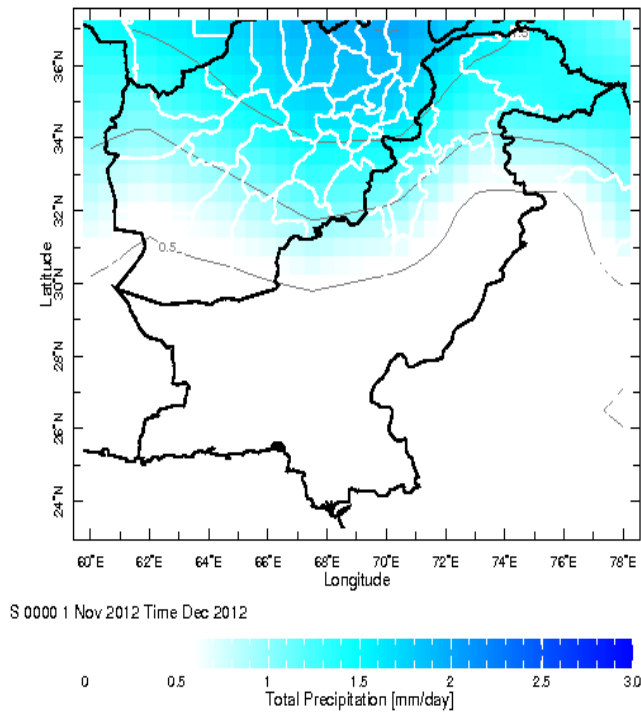 36°N
34°N
32°N
30°N
28°N
26°N
24°N
Latitude
0.5
60°E 62°E 64°E 66°E 68°E 70°E 72°E 74°E 76°E 78°E
Longitude
S 0000 1 Nov 2012 Time Dec 2012
0 0.5 1 1.5 2 2.5 3.0
Total Precipitation [mm/day]